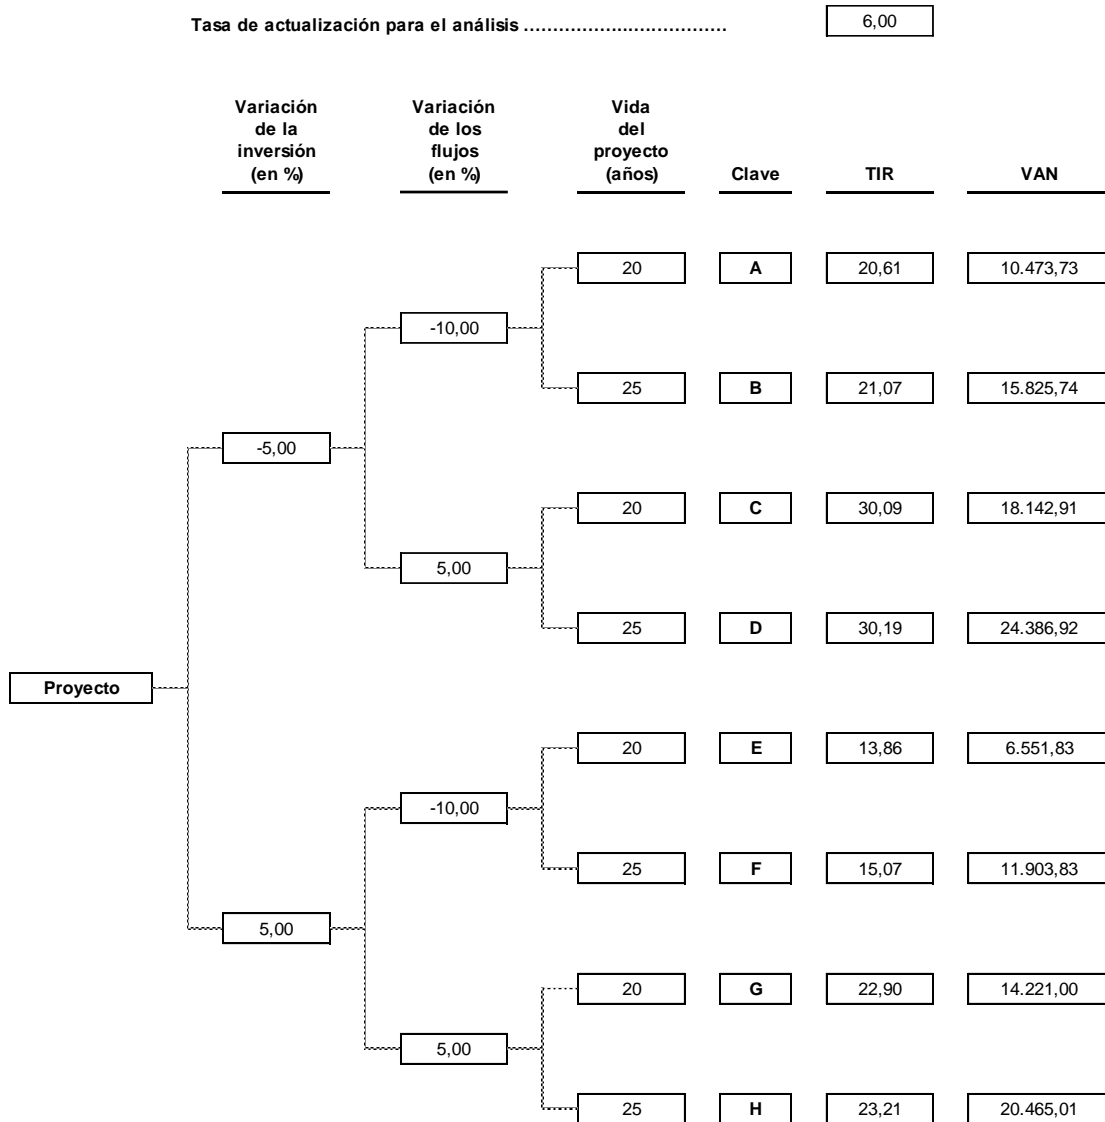 Tasa de actualización para el análisis ................................... 6,00
Variación de la inversión (en %)
Variación de los flujos (en %)
Vida del proyecto (años)
Clave
TIR
VAN
20 A 20,61 10.473,73
-10,00
25 B 21,07 15.825,74
-5,00
20 C 30,09 18.142,91
5,00
25 D 30,19 24.386,92
Proyecto
20 E 13,86 6.551,83
-10,00
25 F 15,07 11.903,83
5,00
20 G 22,90 14.221,00
5,00
25 H 23,21 20.465,01